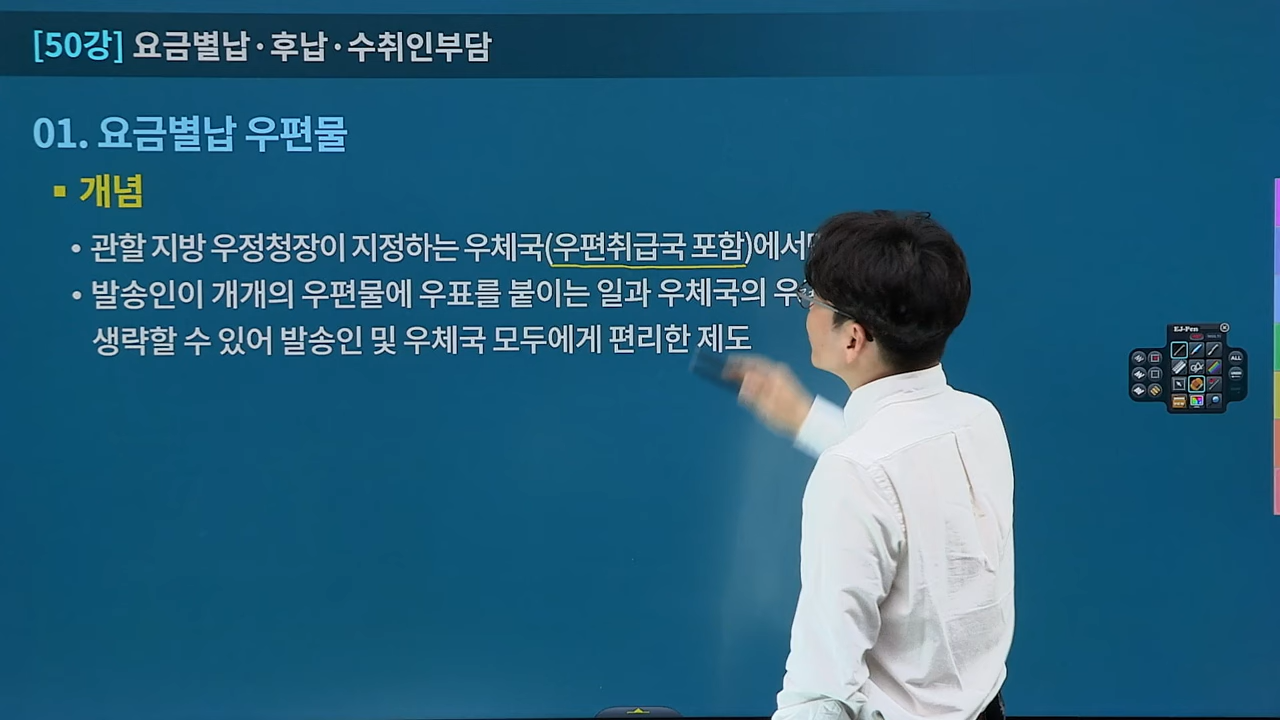 [50강] 요금별납·후납·수취인부담
01. 요금별납 우편물
▪ 개념
• 관할 지방 우정청장이 지정하는 우체국(우편취급국 포함)에서
• 발송인이 개개의 우편물에 우표를 붙이는 일과 우체국의
생략할 수 있어 발송인 및 우체국 모두에게 편리한 제도
EJ-Pen
ALL